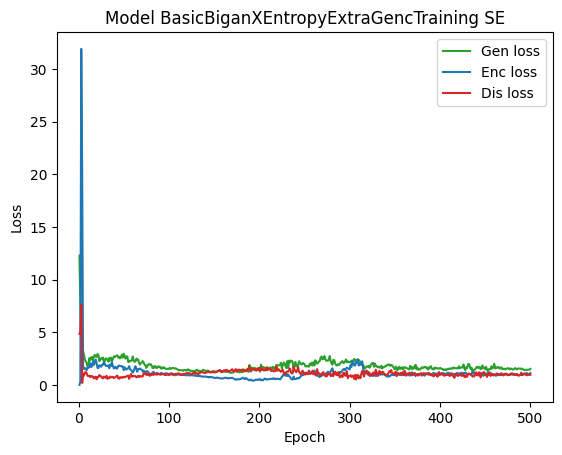 Model BasicBiganXEntropyExtraGencTraining SE
Gen loss
Enc loss
Dis loss
Loss
30
25
20
15
10
5
0
0 100 200 300 400 500
Epoch